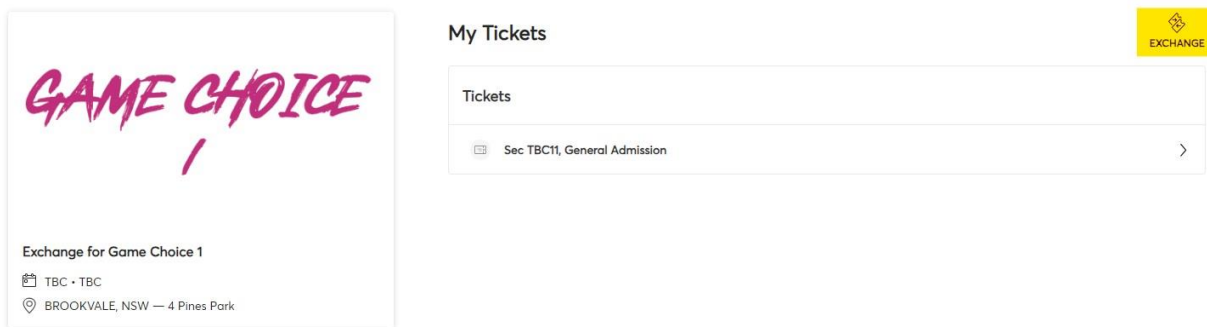 GAME CHOICE
1
Exchange for Game Choice 1
TBC • TBC
BROOKVALE, NSW — 4 Pines Park
My Tickets
EXCHANGE
Tickets
Sec TBC11, General Admission